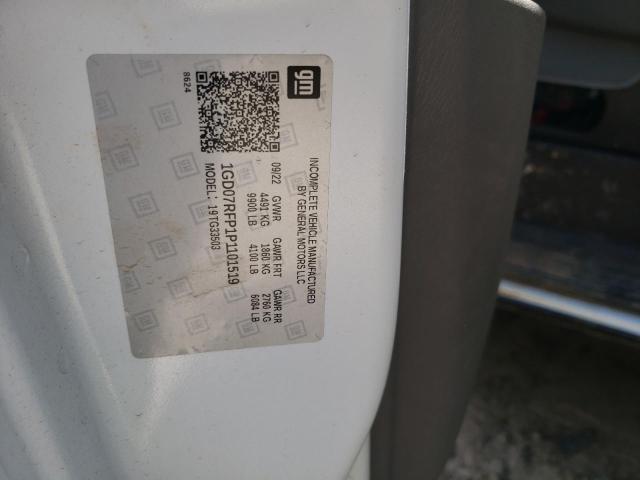 gm
INCOMPLETE VEHICLE MANUFACTURED
BY GENERAL MOTORS LLC
09/22 GVWR GAWR FRT GAWR RR
4491 KG 1860 KG 2760 KG
9900 LB 4100 LB 6084 LB
1GD07RFP1P1101519
MODEL: 19TG33503
8624